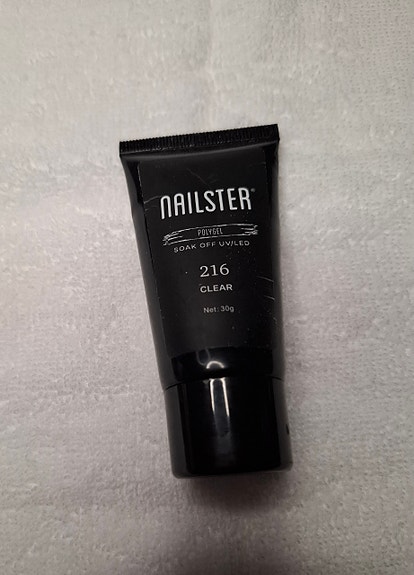 NAILSTER®
POLYGEL
SOAK OFF UV/LED
216
CLEAR
Net: 30g